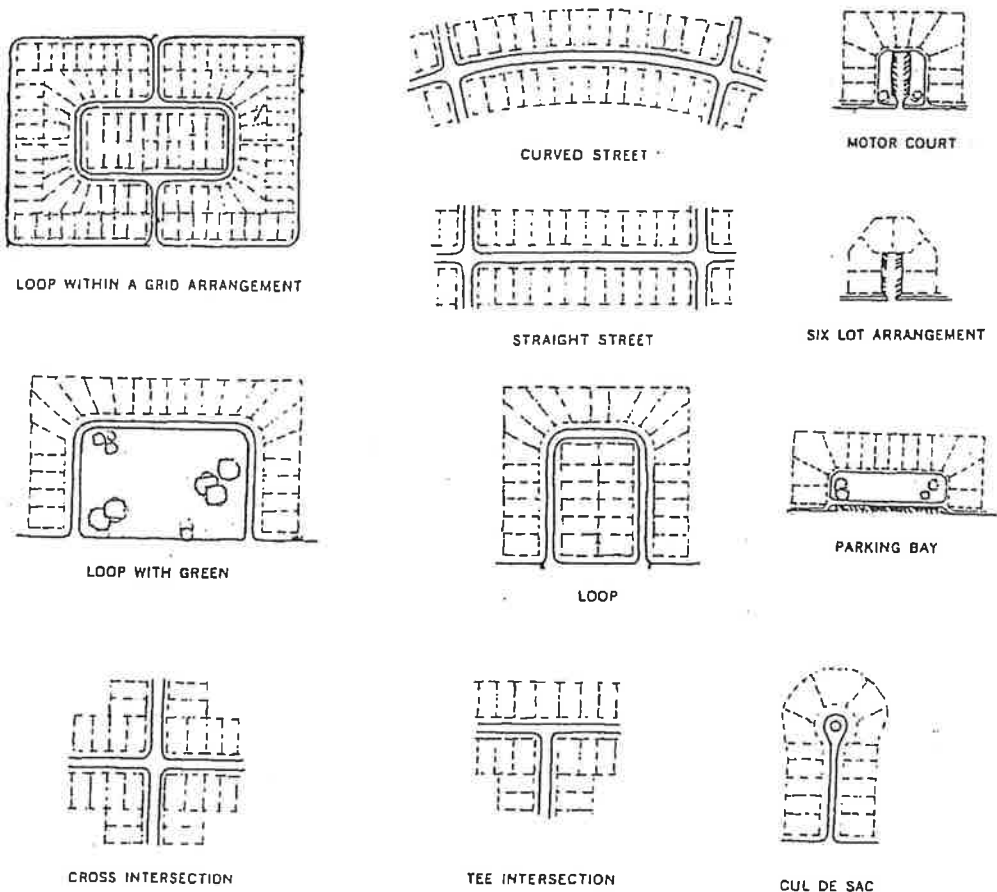 CURVED STREET
MOTOR COURT
LOOP WITHIN A GRID ARRANGEMENT
STRAIGHT STREET
SIX LOT ARRANGEMENT
LOOP WITH GREEN
LOOP
PARKING BAY
CROSS INTERSECTION
TEE INTERSECTION
CUL DE SAC